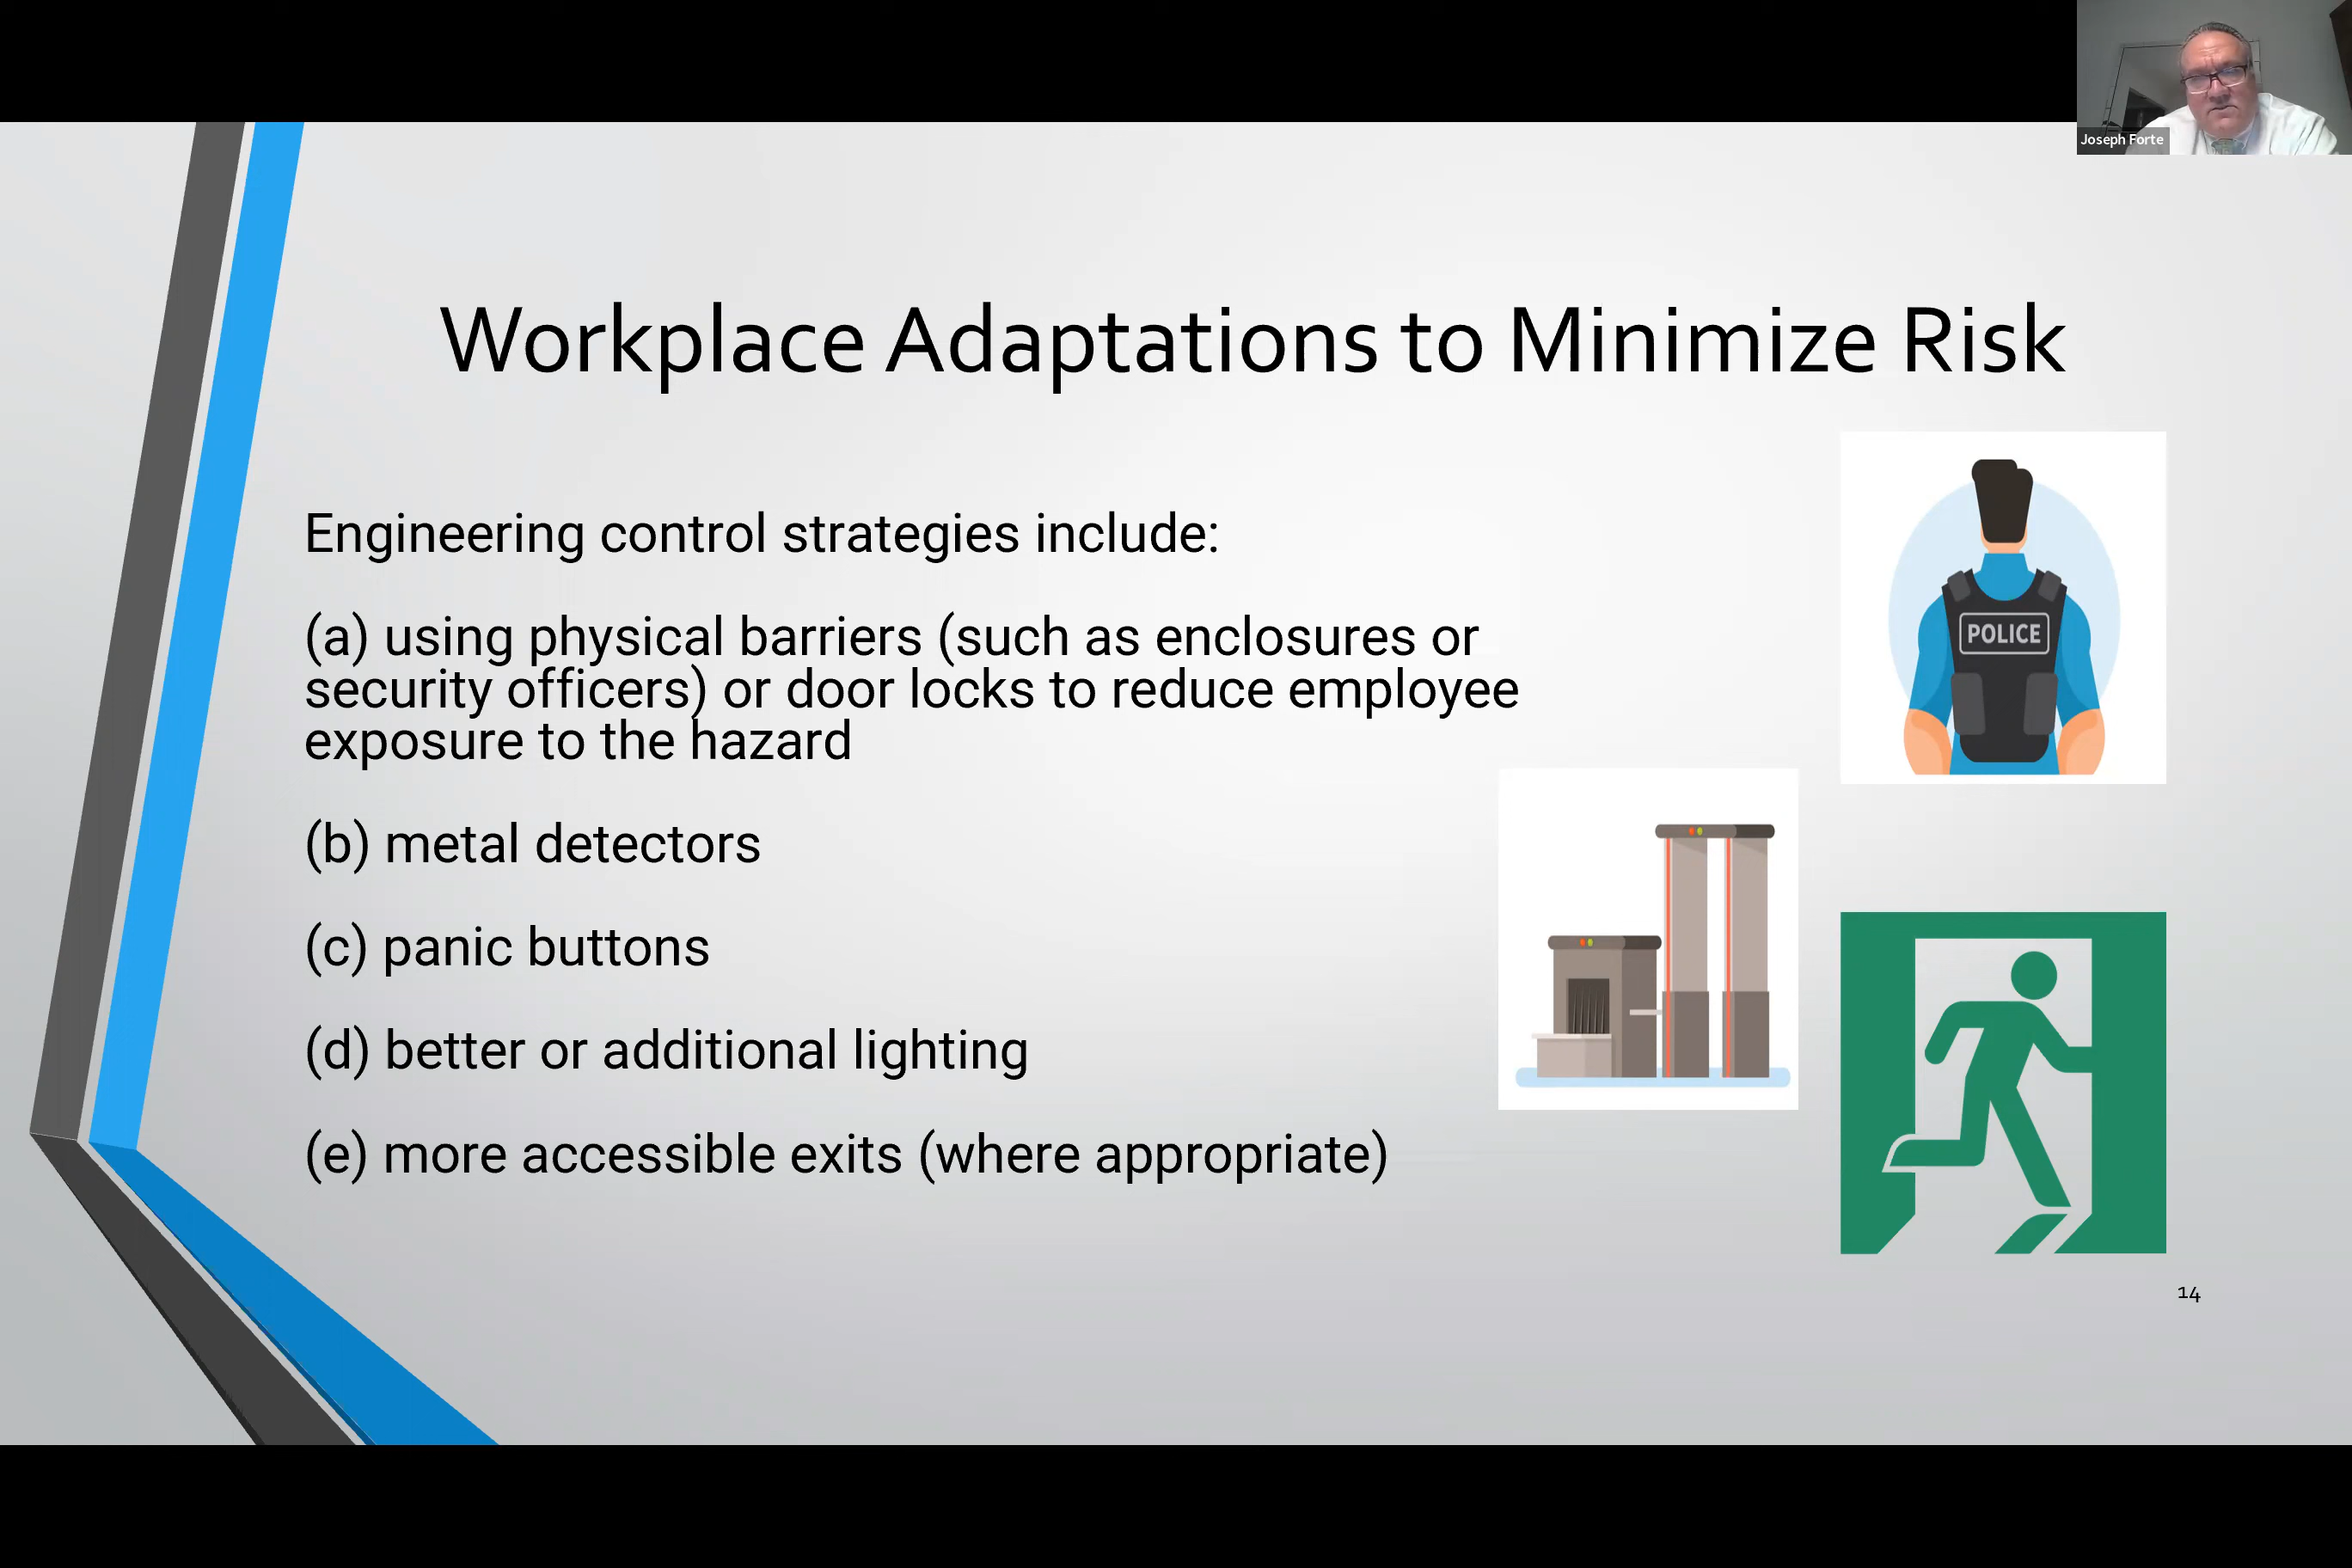 Joseph Forte
Workplace Adaptations to Minimize Risk
Engineering control strategies include:
(a) using physical barriers (such as enclosures or
security officers) or door locks to reduce employee
exposure to the hazard
(b) metal detectors
(c) panic buttons
(d) better or additional lighting
(e) more accessible exits (where appropriate)
POLICE
14